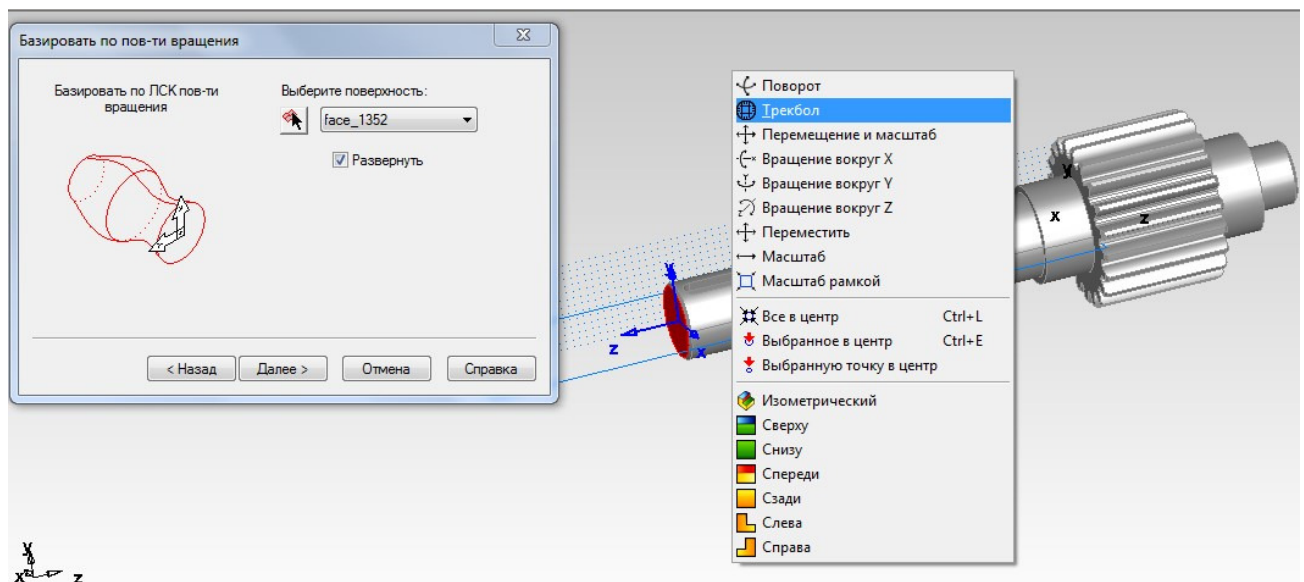 Базировать по пов-ти вращения
Базировать по ЛСК пов-ти
вращения
Выберите поверхность:
face_1352
Развернуть
< Назад
Далее >
Отмена
Справка
Поворот
Трекбол
Перемещение и масштаб
Вращение вокруг X
Вращение вокруг Y
Вращение вокруг Z
Переместить
Масштаб
Масштаб рамкой
Все в центр Ctrl+L
Выбранное в центр Ctrl+E
Выбранную точку в центр
Изометрический
Сверху
Снизу
Спереди
Сзади
Слева
Справа
y
x
z
y
z
x
y
x
z